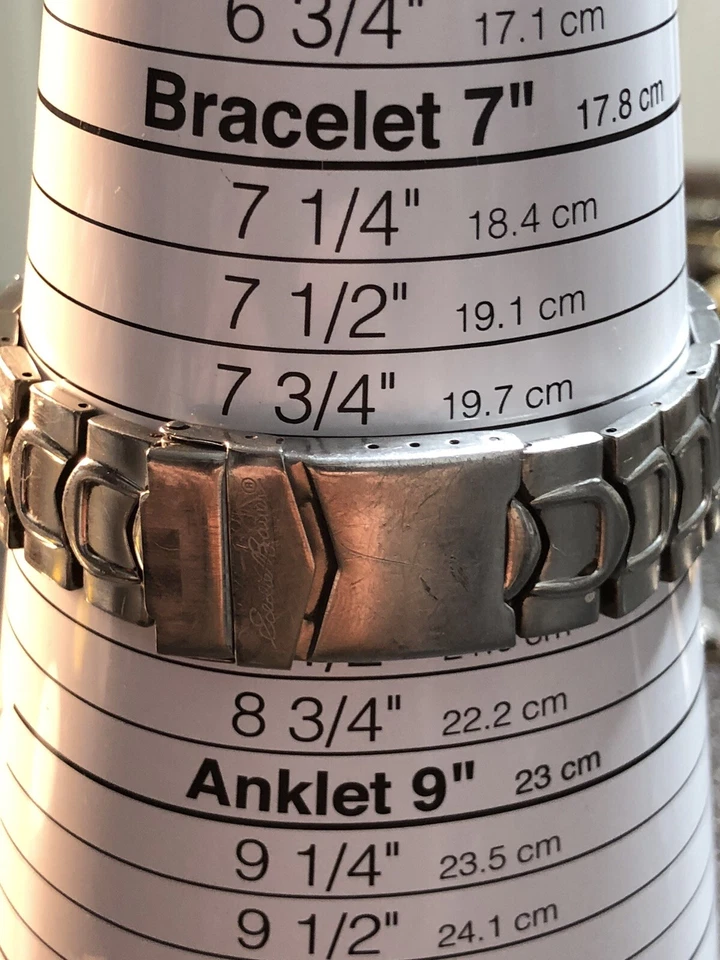 6 3/4" 17.1 cm
Bracelet 7" 17.8 cm
7 1/4" 18.4 cm
7 1/2" 19.1 cm
7 3/4" 19.7 cm
Eddie Bauer®
8 3/4" 22.2 cm
Anklet 9" 23 cm
9 1/4" 23.5 cm
9 1/2" 24.1 cm